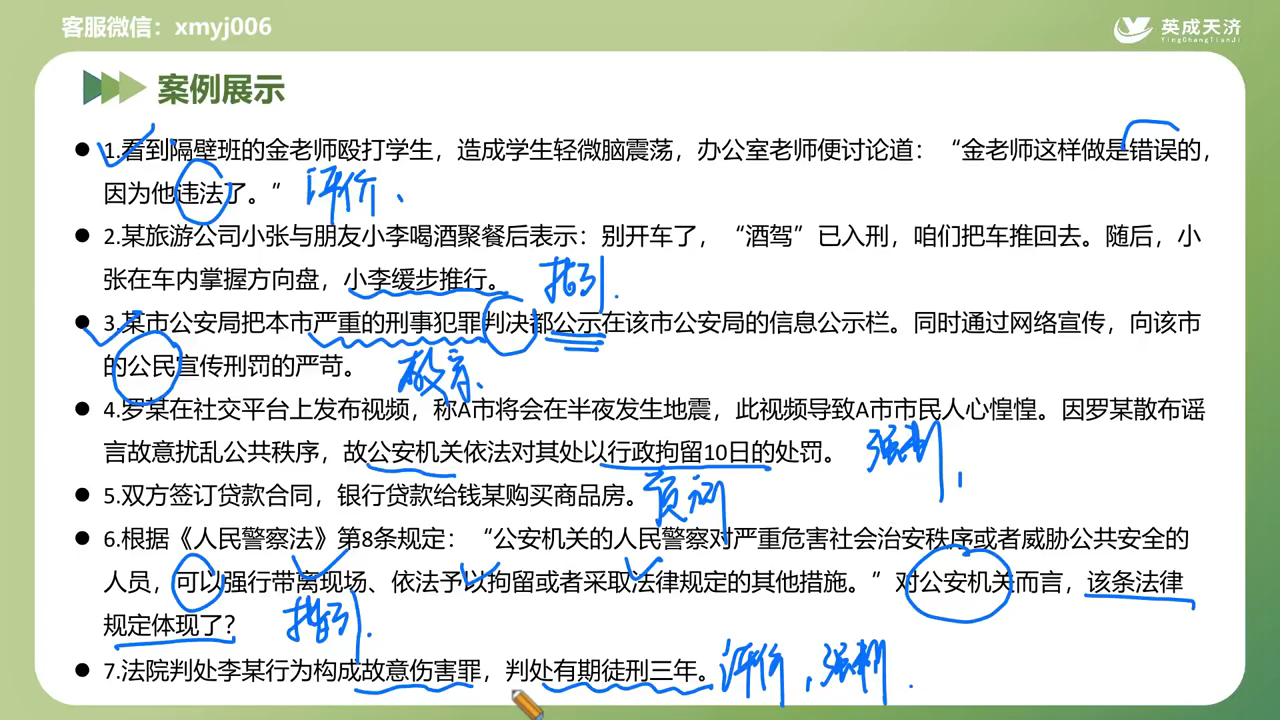 客服微信：xmyj006
英成天济
YingChengTianJi
案例展示
1.看到隔壁班的金老师殴打学生，造成学生轻微脑震荡，办公室老师便讨论道：“金老师这样做是错误的，
因为他违法了。” 评价、
2.某旅游公司小张与朋友小李喝酒聚餐后表示：别开车了，“酒驾”已入刑，咱们把车推回去。随后，小
张在车内掌握方向盘，小李缓步推行。 指引.
3.某市公安局把本市严重的刑事犯罪判决都公示在该市公安局的信息公示栏。同时通过网络宣传，向该市
的公民宣传刑罚的严苛。 教育、
4.罗某在社交平台上发布视频，称A市将会在半夜发生地震，此视频导致A市市民人心惶惶。因罗某散布谣
言故意扰乱公共秩序，故公安机关依法对其处以行政拘留10日的处罚。 强制，
5.双方签订贷款合同，银行贷款给钱某购买商品房。 预测
6.根据《人民警察法》第8条规定：“公安机关的人民警察对严重危害社会治安秩序或者威胁公共安全的
人员，可以强行带离现场、依法予以拘留或者采取法律规定的其他措施。”对公安机关而言，该条法律
规定体现了? 指引.
7.法院判处李某行为构成故意伤害罪，判处有期徒刑三年。 评价，强制.